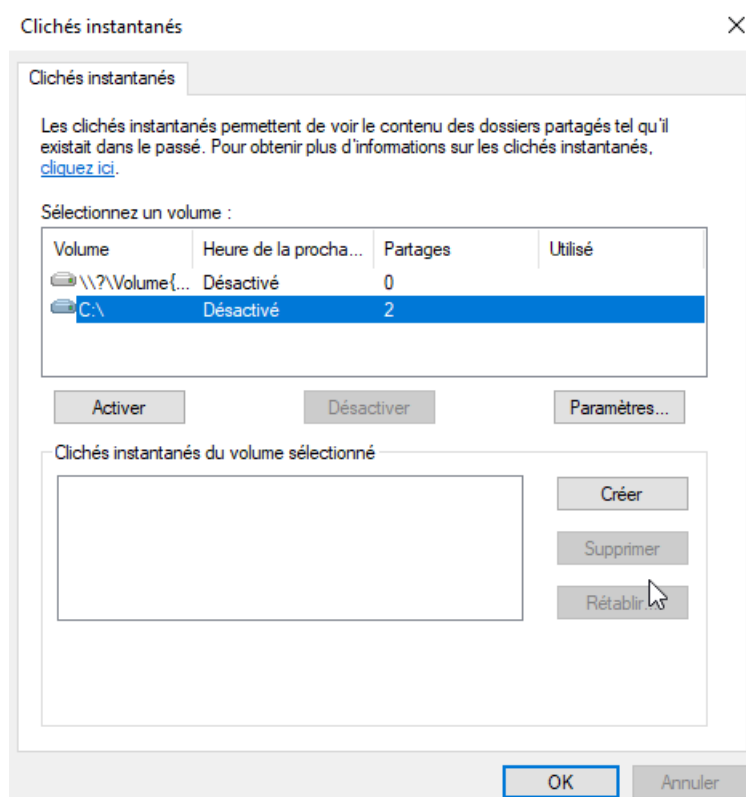 Clichés instantanés
Clichés instantanés
Les clichés instantanés permettent de voir le contenu des dossiers partagés tel qu'il
existait dans le passé. Pour obtenir plus d'informations sur les clichés instantanés,
cliquez ici.
Sélectionnez un volume :
Volume Heure de la procha... Partages Utilisé
\\?\Volume{... Désactivé 0
C:\ Désactivé 2
Activer Désactiver Paramètres...
Clichés instantanés du volume sélectionné
Créer
Supprimer
Rétablir...
OK Annuler